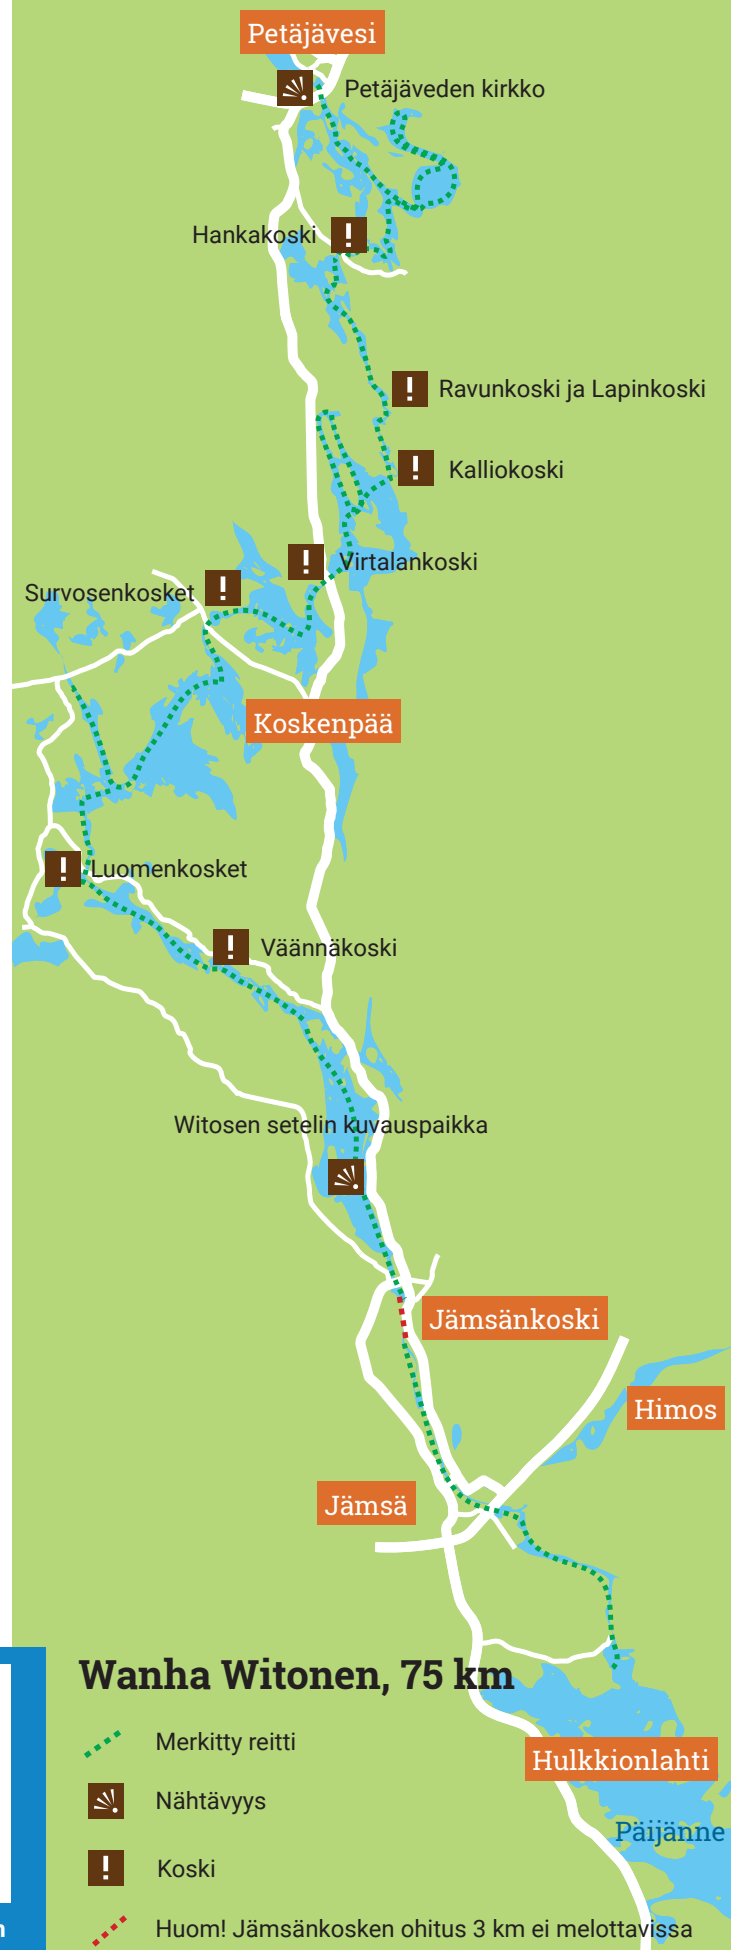 Petäjävesi
Petäjäveden kirkko
Hankakoski
Ravunkoski ja Lapinkoski
Kalliokoski
Virtalankoski
Survosenkosket
Koskenpää
Luomenkosket
Väännäkoski
Witosen setelin kuvauspaikka
Jämsänkoski
Himos
Jämsä
Wanha Witonen, 75 km
Merkitty reitti
Hulkkionlahti
Nähtävyys
Päijänne
Koski
Huom! Jämsänkosken ohitus 3 km ei melottavissa